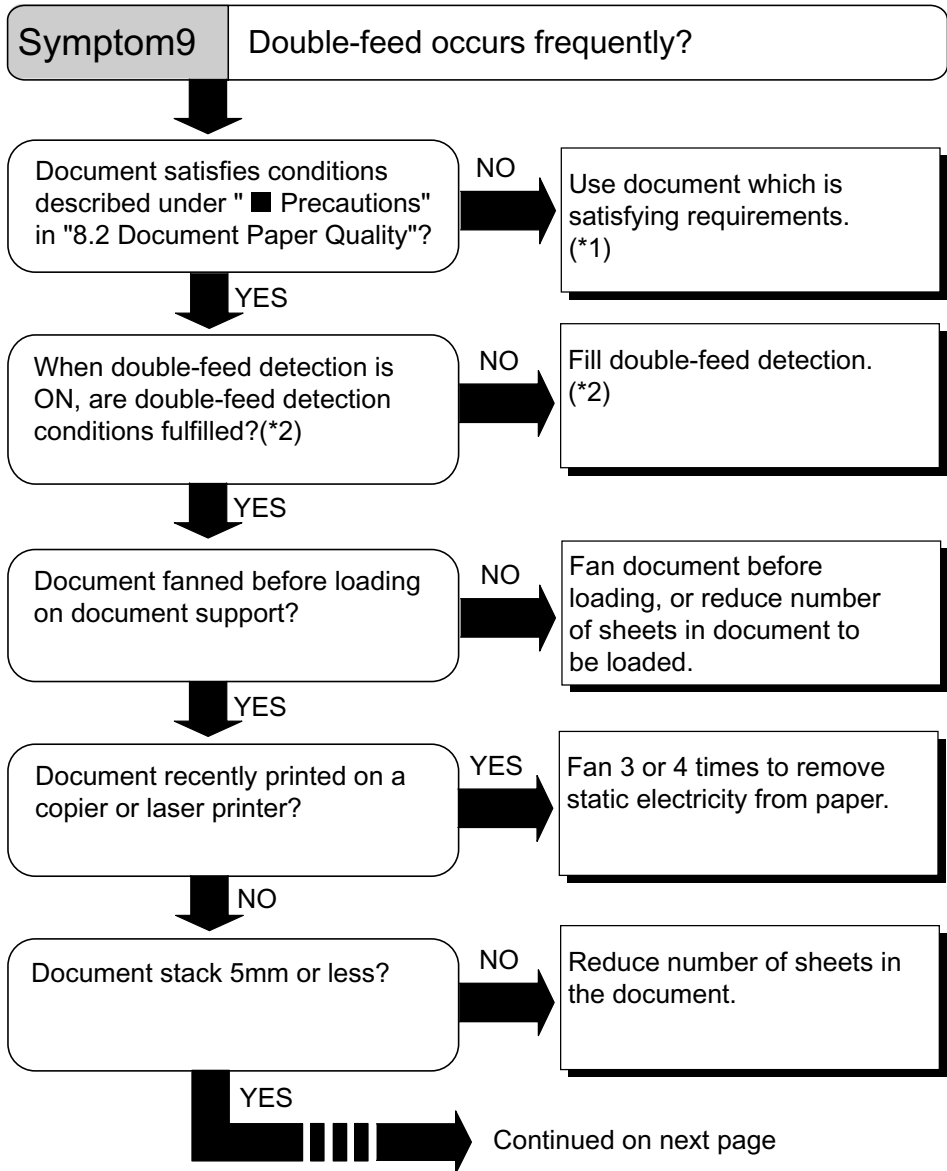 Symptom9
Double-feed occurs frequently?
Document satisfies conditions
described under " ■ Precautions"
in "8.2 Document Paper Quality"?
NO
Use document which is
satisfying requirements.
(*1)
YES
When double-feed detection is
ON, are double-feed detection
conditions fulfilled?(*2)
NO
Fill double-feed detection.
(*2)
YES
Document fanned before loading
on document support?
NO
Fan document before
loading, or reduce number
of sheets in document to
be loaded.
YES
Document recently printed on a
copier or laser printer?
YES
Fan 3 or 4 times to remove
static electricity from paper.
NO
Document stack 5mm or less?
NO
Reduce number of sheets in
the document.
YES
Continued on next page